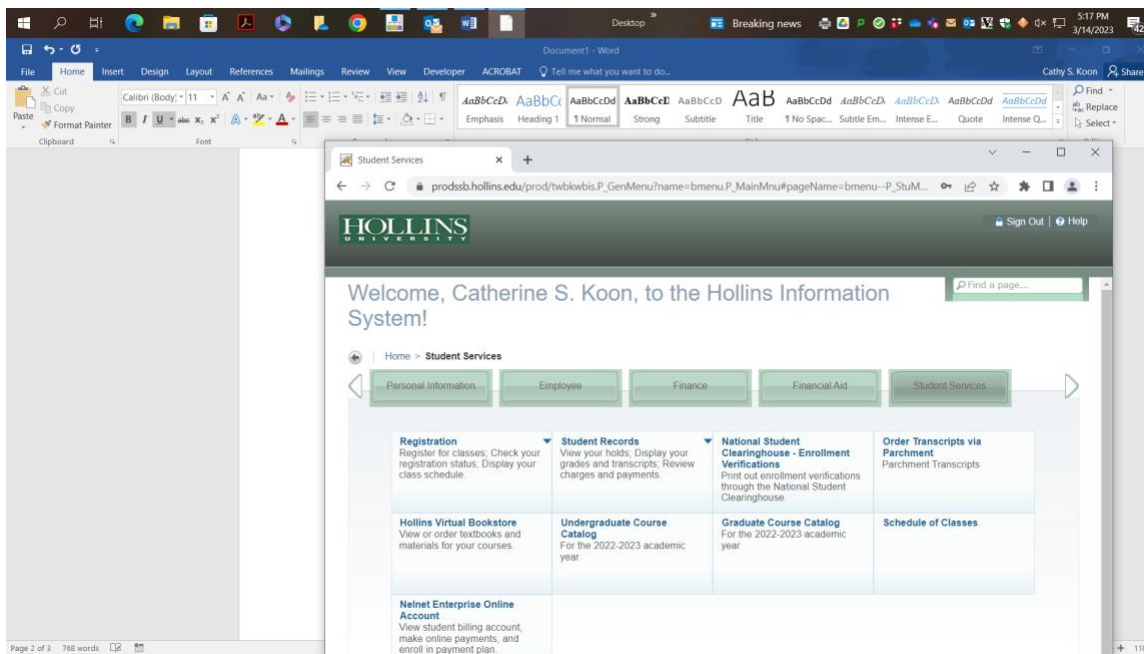 Desktop »
Breaking news
5:17 PM
3/14/2023
42
Document1 - Word
File Home Insert Design Layout References Mailings Review View Developer ACROBAT Tell me what you want to do...
Cathy S. Koon Share
Paste
Cut
Copy
Format Painter
Calibri (Body) 11
AaBbCcD AaBbC AaBbCcDd AaBbCcD AaBbCcD AaB AaBbCcDd AaBbCcD AaBbCcD AaBbCcDd AaBbCcDd
Emphasis Heading 1 ¶ Normal Strong Subtitle Title ¶ No Spac... Subtle Em... Intense E... Quote Intense Q...
Find
Replace
Select
Clipboard Font
Student Services
prodssb.hollins.edu/prod/twbkwbis.P_GenMenu?name=bmenu.P_MainMnu#pageName=bmenu--P_StuM...
HOLLINS
UNIVERSITY
Sign Out | Help
Find a page...
Welcome, Catherine S. Koon, to the Hollins Information
System!
Home > Student Services
Personal Information Employee Finance Financial Aid Student Services
Registration
Register for classes; Check your
registration status; Display your
class schedule.
Student Records
View your holds; Display your
grades and transcripts; Review
charges and payments.
National Student
Clearinghouse - Enrollment
Verifications
Print out enrollment verifications
through the National Student
Clearinghouse.
Order Transcripts via
Parchment
Parchment Transcripts
Hollins Virtual Bookstore
View or order textbooks and
materials for your courses.
Undergraduate Course
Catalog
For the 2022-2023 academic
year
Graduate Course Catalog
For the 2022-2023 academic
year
Schedule of Classes
Nelnet Enterprise Online
Account
View student billing account,
make online payments, and
enroll in payment plan.
Page 2 of 3 768 words